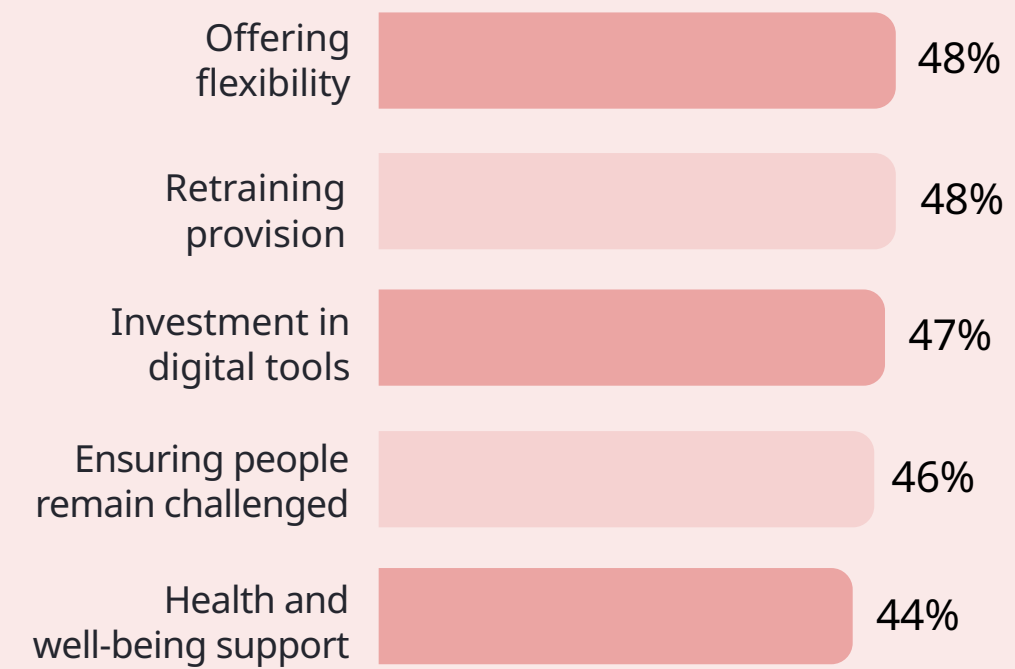 Offering
flexibility
48%
Retraining
provision
48%
Investment in
digital tools
47%
Ensuring people
remain challenged
46%
Health and
well-being support
44%